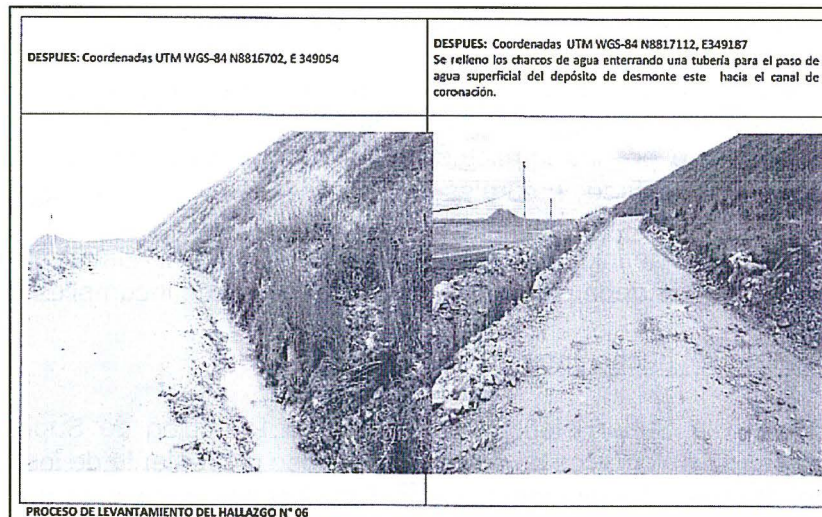 DESPUES: Coordenadas UTM WGS-84 N8816702, E 349054
DESPUES: Coordenadas UTM WGS-84 N8817112, E349187
Se relleno los charcos de agua enterrando una tubería para el paso de
agua superficial del depósito de desmonte este hacia el canal de
coronación.
PROCESO DE LEVANTAMIENTO DEL HALLAZGO N° 06